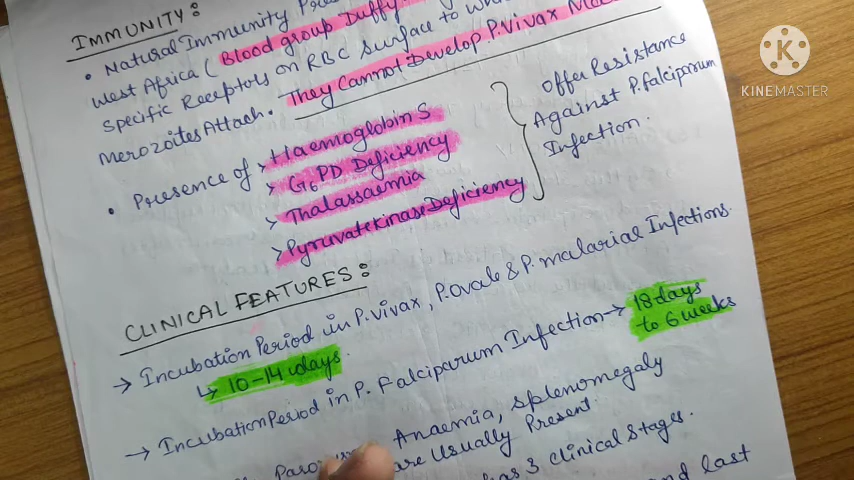 IMMUNITY:
• Natural Immunity
West Africa (Blood group Duffy
Specific Receptors on RBC Surface to
Merozoites Attach. They Cannot Develop P.Vivax
• Presence of > Haemoglobin S
> G6 PD Deficiency
> Thalassaemia
> Pyruvate Kinase Deficiency
Offer Resistance
Against P.falciparum
Infection.
CLINICAL FEATURES:
→ Incubation Period in P.vivax, P.ovale & P. malarial Infections.
↳ 10-14 days.
→ Incubation Period in P. Falciparum Infection → 18 days
to 6 weeks
Anaemia, Splenomegaly
are Usually Present.
has 3 clinical Stages.
and last
KINEMASTER